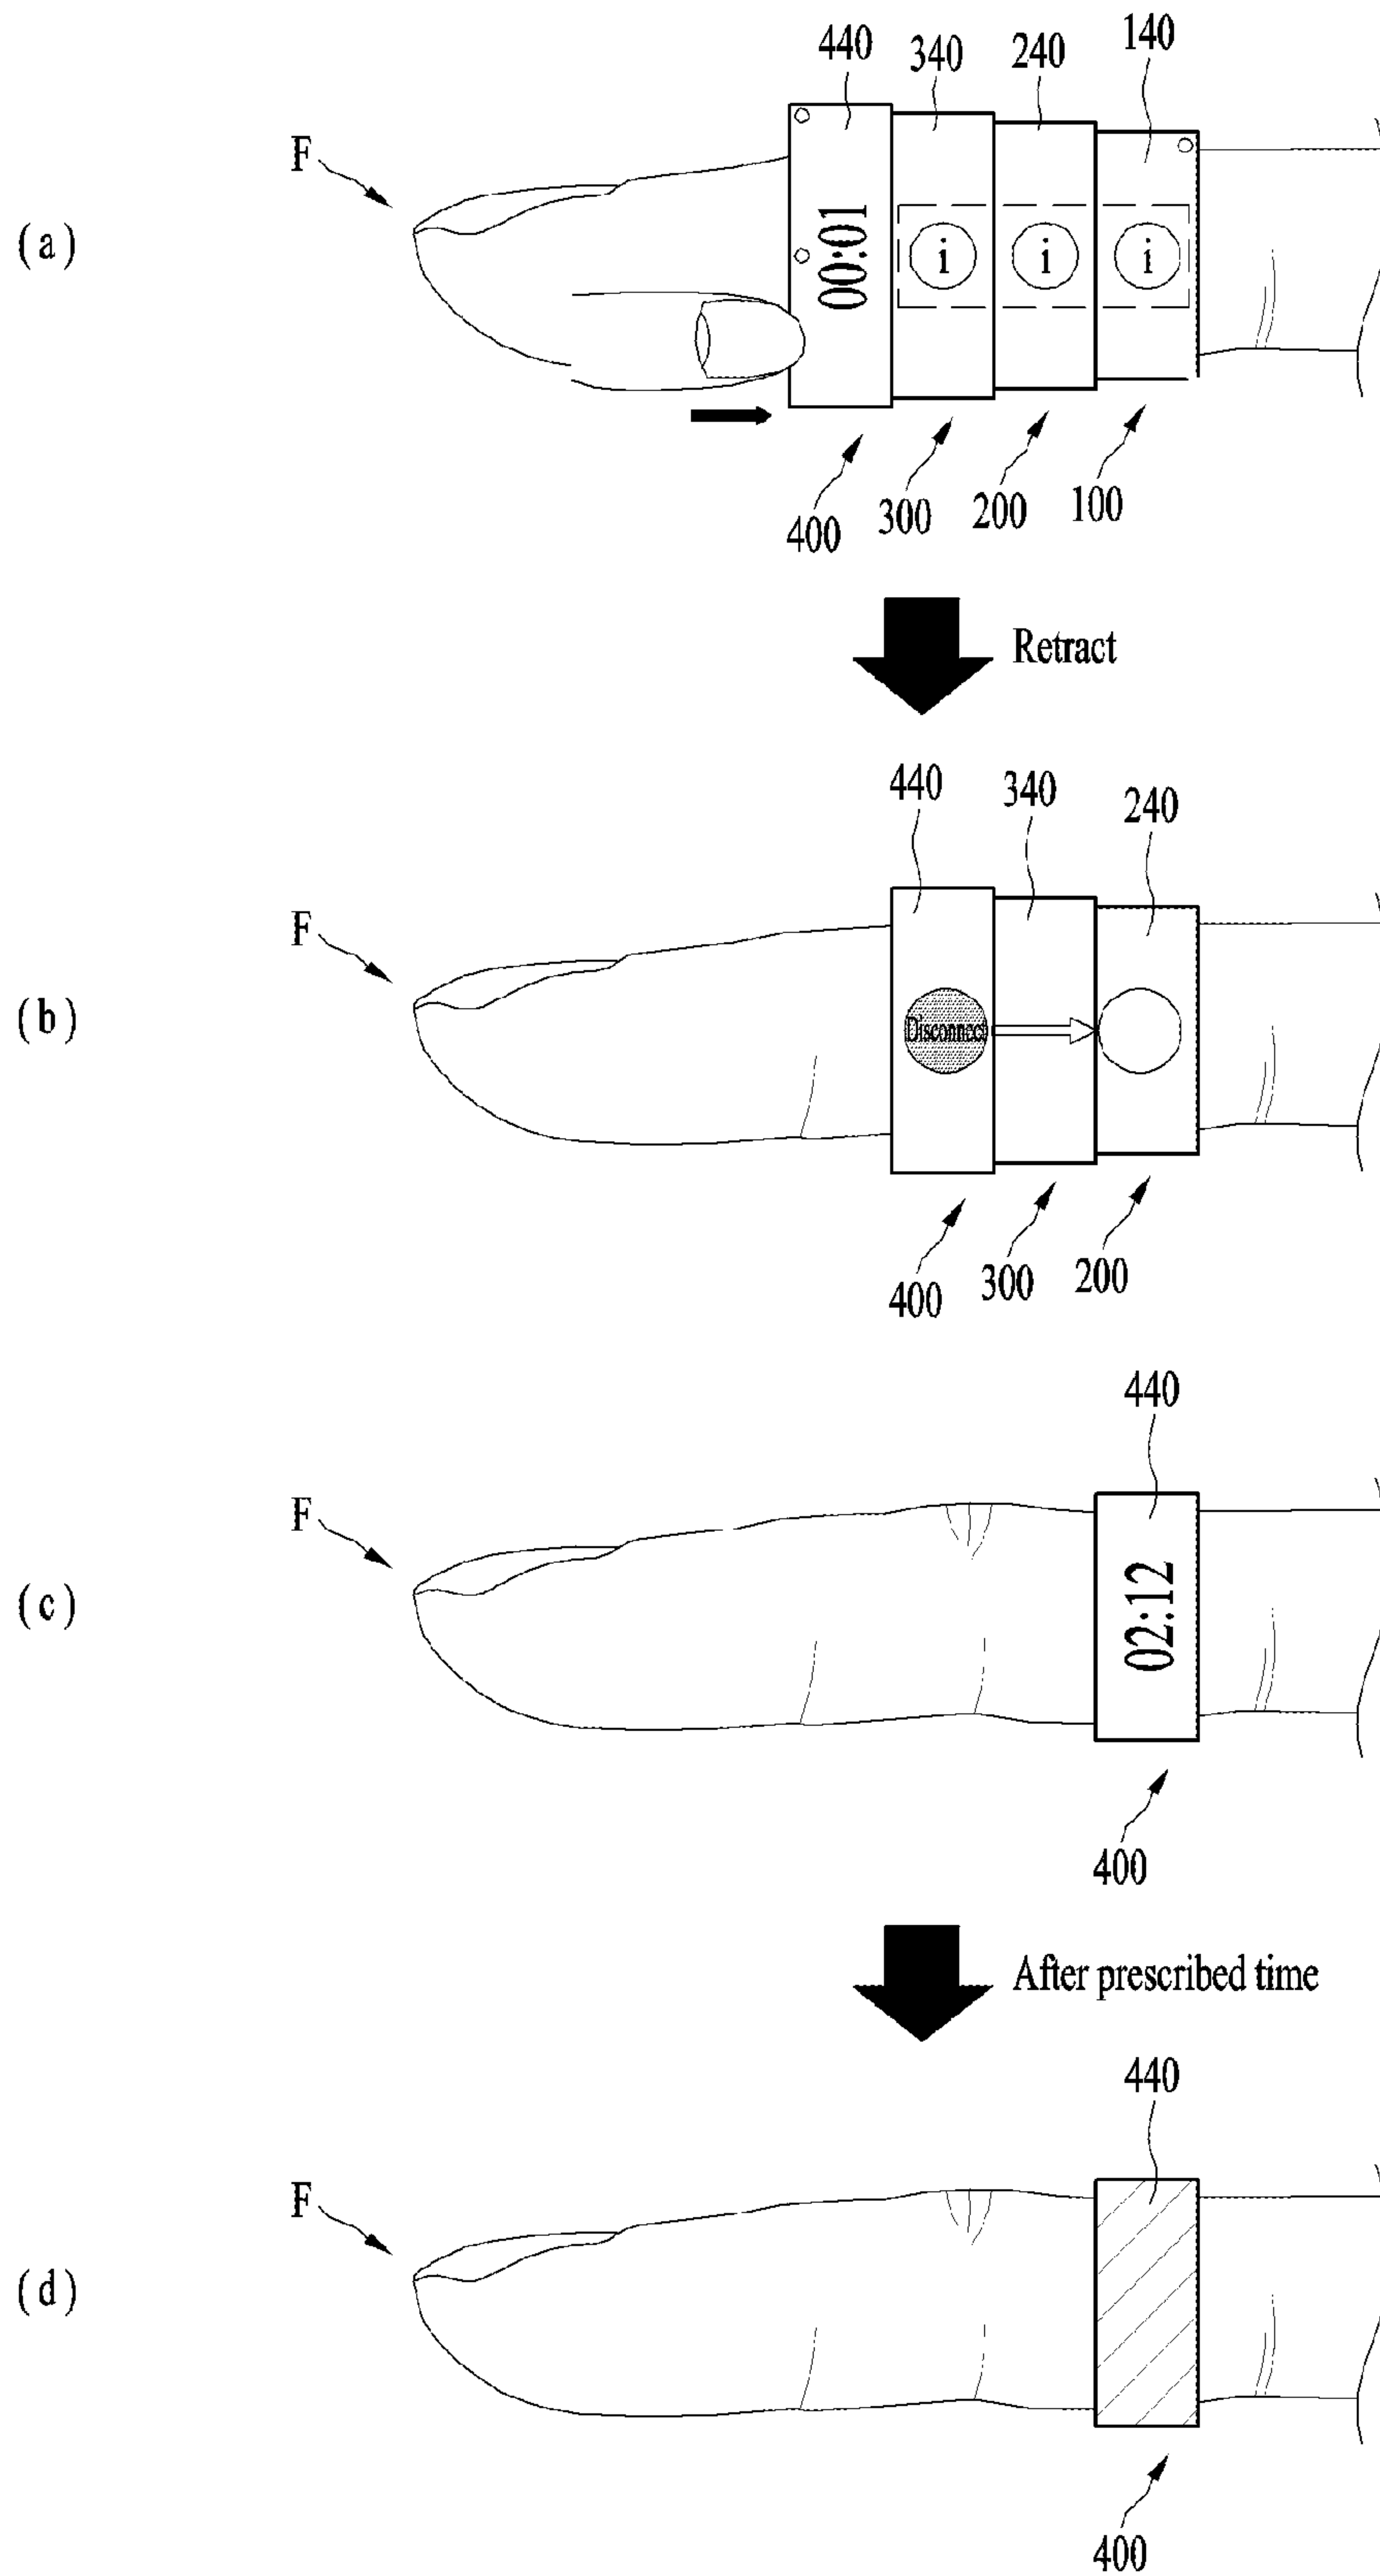 440 340 240 140
F
(a)
00:01
i i i
400 300 200 100
Retract
440 340 240
F
(b)
Disconnect
400 300 200
440
F
(c)
02:12
400
After prescribed time
440
F
(d)
400